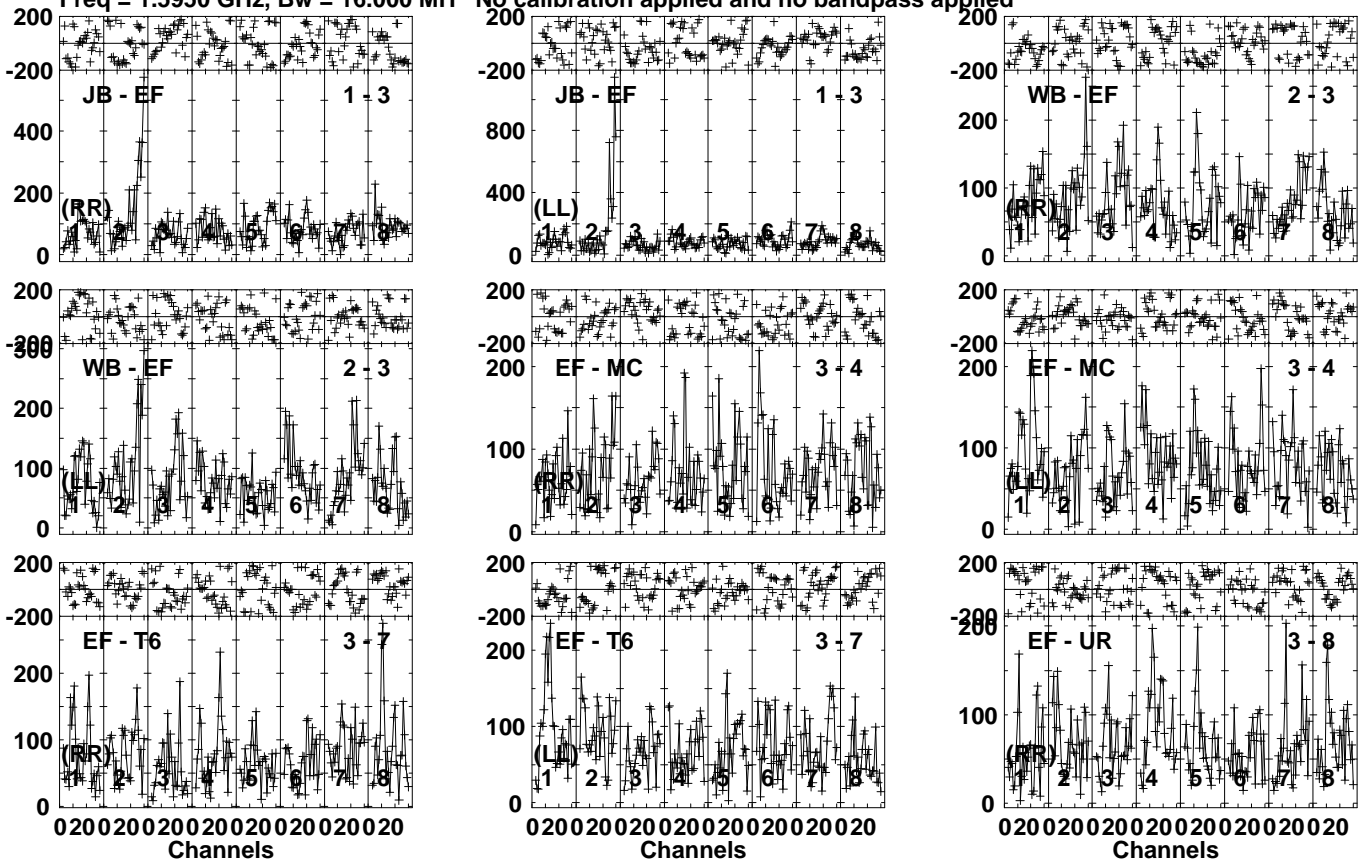 Freq = 1.5950 GHz, Bw = 16.000 MH No calibration applied and no bandpass applied
200 200 200
-200 -200 -200
JB - EF 1 - 3 JB - EF 1 - 3 WB - EF 2 - 3
400 800 200
200 400 100
(RR) (LL) (RR)
1 2 3 4 5 6 7 8 1 2 3 4 5 6 7 8 1 2 3 4 5 6 7 8
0 0 0
200 200 200
-200 -200 -200
300
WB - EF 2 - 3 EF - MC 3 - 4 EF - MC 3 - 4
200 200 200
100 100 100
(LL) (RR) (LL)
1 2 3 4 5 6 7 8 1 2 3 4 5 6 7 8 1 2 3 4 5 6 7 8
0 0 0
200 200 200
-200 -200 -200
200
EF - T6 3 - 7 EF - T6 3 - 7 EF - UR 3 - 8
200 200
100 100 100
(RR) (LL) (RR)
1 2 3 4 5 6 7 8 1 2 3 4 5 6 7 8 1 2 3 4 5 6 7 8
0 0 0
0 20 0 20 0 20 0 20 0 20 0 20 0 20 0 20 0 20 0 20 0 20 0 20 0 20 0 20 0 20 0 20 0 20 0 20 0 20 0 20 0 20 0 20 0 20 0 20
Channels Channels Channels